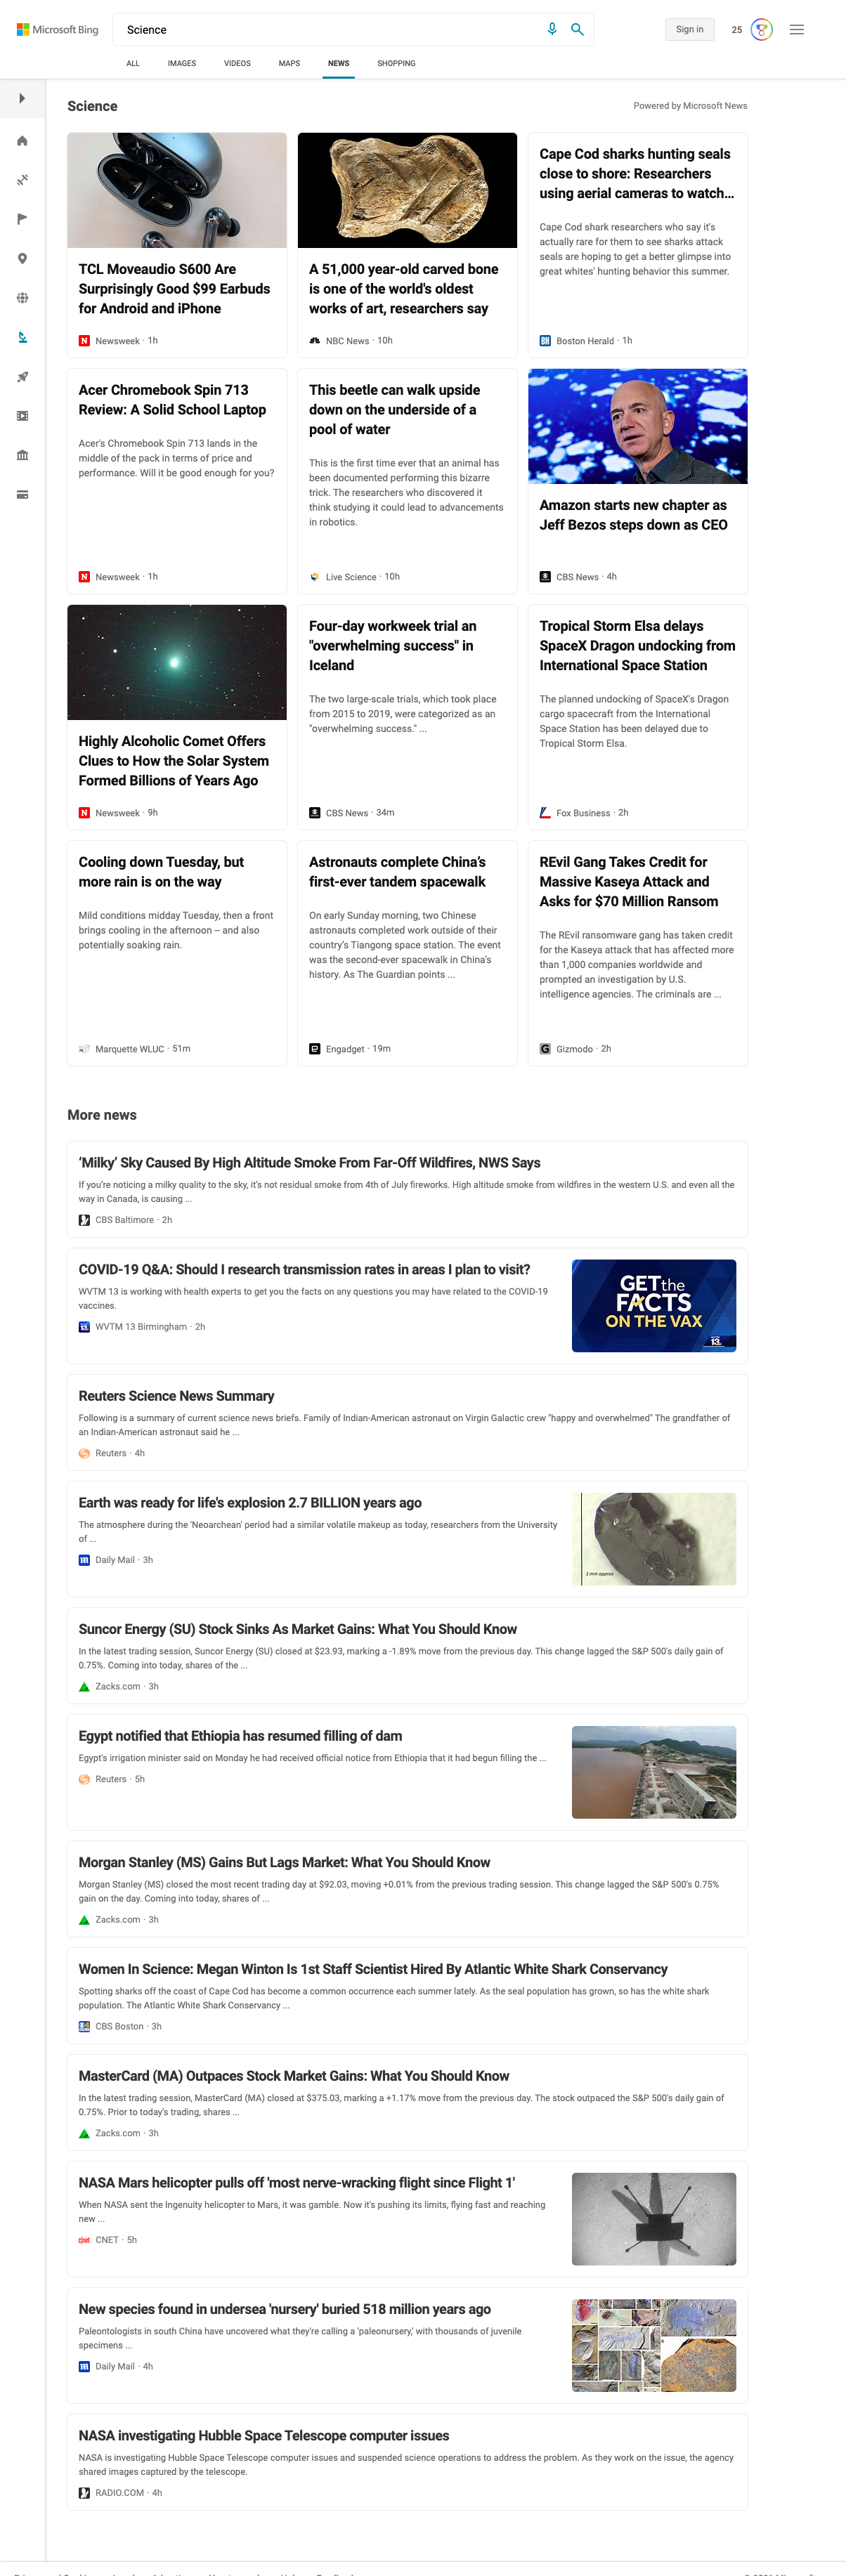 Microsoft Bing
Science
Sign in
25
ALL
IMAGES
VIDEOS
MAPS
NEWS
SHOPPING
Science
Powered by Microsoft News
TCL Moveaudio S600 Are
Surprisingly Good $99 Earbuds
for Android and iPhone
Newsweek · 1h
A 51,000 year-old carved bone
is one of the world's oldest
works of art, researchers say
NBC News · 10h
Cape Cod sharks hunting seals
close to shore: Researchers
using aerial cameras to watch...
Cape Cod shark researchers who say it's
actually rare for them to see sharks attack
seals are hoping to get a better glimpse into
great whites' hunting behavior this summer.
Boston Herald · 1h
Acer Chromebook Spin 713
Review: A Solid School Laptop
Acer's Chromebook Spin 713 lands in the
middle of the pack in terms of price and
performance. Will it be good enough for you?
Newsweek · 1h
This beetle can walk upside
down on the underside of a
pool of water
This is the first time ever that an animal has
been documented performing this bizarre
trick. The researchers who discovered it
think studying it could lead to advancements
in robotics.
Live Science · 10h
Amazon starts new chapter as
Jeff Bezos steps down as CEO
CBS News · 4h
Highly Alcoholic Comet Offers
Clues to How the Solar System
Formed Billions of Years Ago
Newsweek · 9h
Four-day workweek trial an
"overwhelming success" in
Iceland
The two large-scale trials, which took place
from 2015 to 2019, were categorized as an
"overwhelming success." ...
CBS News · 34m
Tropical Storm Elsa delays
SpaceX Dragon undocking from
International Space Station
The planned undocking of SpaceX's Dragon
cargo spacecraft from the International
Space Station has been delayed due to
Tropical Storm Elsa.
Fox Business · 2h
Cooling down Tuesday, but
more rain is on the way
Mild conditions midday Tuesday, then a front
brings cooling in the afternoon – and also
potentially soaking rain.
Marquette WLUC · 51m
Astronauts complete China's
first-ever tandem spacewalk
On early Sunday morning, two Chinese
astronauts completed work outside of their
country's Tiangong space station. The event
was the second-ever spacewalk in China's
history. As The Guardian points ...
Engadget · 19m
REvil Gang Takes Credit for
Massive Kaseya Attack and
Asks for $70 Million Ransom
The REvil ransomware gang has taken credit
for the Kaseya attack that has affected more
than 1,000 companies worldwide and
prompted an investigation by U.S.
intelligence agencies. The criminals are ...
Gizmodo · 2h
More news
‘Milky’ Sky Caused By High Altitude Smoke From Far-Off Wildfires, NWS Says
If you're noticing a milky quality to the sky, it's not residual smoke from 4th of July fireworks. High altitude smoke from wildfires in the western U.S. and even all the
way in Canada, is causing ...
CBS Baltimore · 2h
COVID-19 Q&A: Should I research transmission rates in areas I plan to visit?
WVTM 13 is working with health experts to get you the facts on any questions you may have related to the COVID-19
vaccines.
WVTM 13 Birmingham · 2h
GET the
FACTS
ON THE VAX
13
Reuters Science News Summary
Following is a summary of current science news briefs. Family of Indian-American astronaut on Virgin Galactic crew "happy and overwhelmed" The grandfather of
an Indian-American astronaut said he ...
Reuters · 4h
Earth was ready for life's explosion 2.7 BILLION years ago
The atmosphere during the 'Neoarchean' period had a similar volatile makeup as today, researchers from the University
of ...
Daily Mail · 3h
1 mm approx
Suncor Energy (SU) Stock Sinks As Market Gains: What You Should Know
In the latest trading session, Suncor Energy (SU) closed at $23.93, marking a -1.89% move from the previous day. This change lagged the S&P 500's daily gain of
0.75%. Coming into today, shares of the ...
Zacks.com · 3h
Egypt notified that Ethiopia has resumed filling of dam
Egypt's irrigation minister said on Monday he had received official notice from Ethiopia that it had begun filling the ...
Reuters · 5h
Morgan Stanley (MS) Gains But Lags Market: What You Should Know
Morgan Stanley (MS) closed the most recent trading day at $92.03, moving +0.01% from the previous trading session. This change lagged the S&P 500's 0.75%
gain on the day. Coming into today, shares of ...
Zacks.com · 3h
Women In Science: Megan Winton Is 1st Staff Scientist Hired By Atlantic White Shark Conservancy
Spotting sharks off the coast of Cape Cod has become a common occurrence each summer lately. As the seal population has grown, so has the white shark
population. The Atlantic White Shark Conservancy ...
CBS Boston · 3h
MasterCard (MA) Outpaces Stock Market Gains: What You Should Know
In the latest trading session, MasterCard (MA) closed at $375.03, marking a +1.17% move from the previous day. The stock outpaced the S&P 500's daily gain of
0.75%. Prior to today's trading, shares ...
Zacks.com · 3h
NASA Mars helicopter pulls off 'most nerve-wracking flight since Flight 1'
When NASA sent the Ingenuity helicopter to Mars, it was gamble. Now it's pushing its limits, flying fast and reaching
new ...
CNET · 5h
New species found in undersea 'nursery' buried 518 million years ago
Paleontologists in south China have uncovered what they're calling a 'paleonursery,' with thousands of juvenile
specimens ...
Daily Mail · 4h
NASA investigating Hubble Space Telescope computer issues
NASA is investigating Hubble Space Telescope computer issues and suspended science operations to address the problem. As they work on the issue, the agency
shared images captured by the telescope.
RADIO.COM · 4h